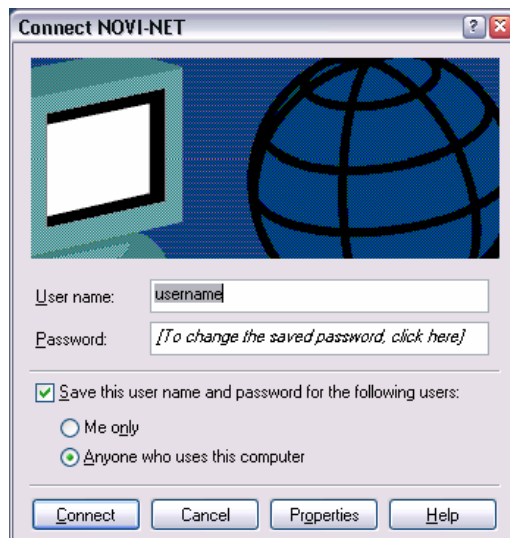 Connect NOVI-NET
User name: username
Password: [To change the saved password, click here]
Save this user name and password for the following users:
Me only
Anyone who uses this computer
Connect Cancel Properties Help